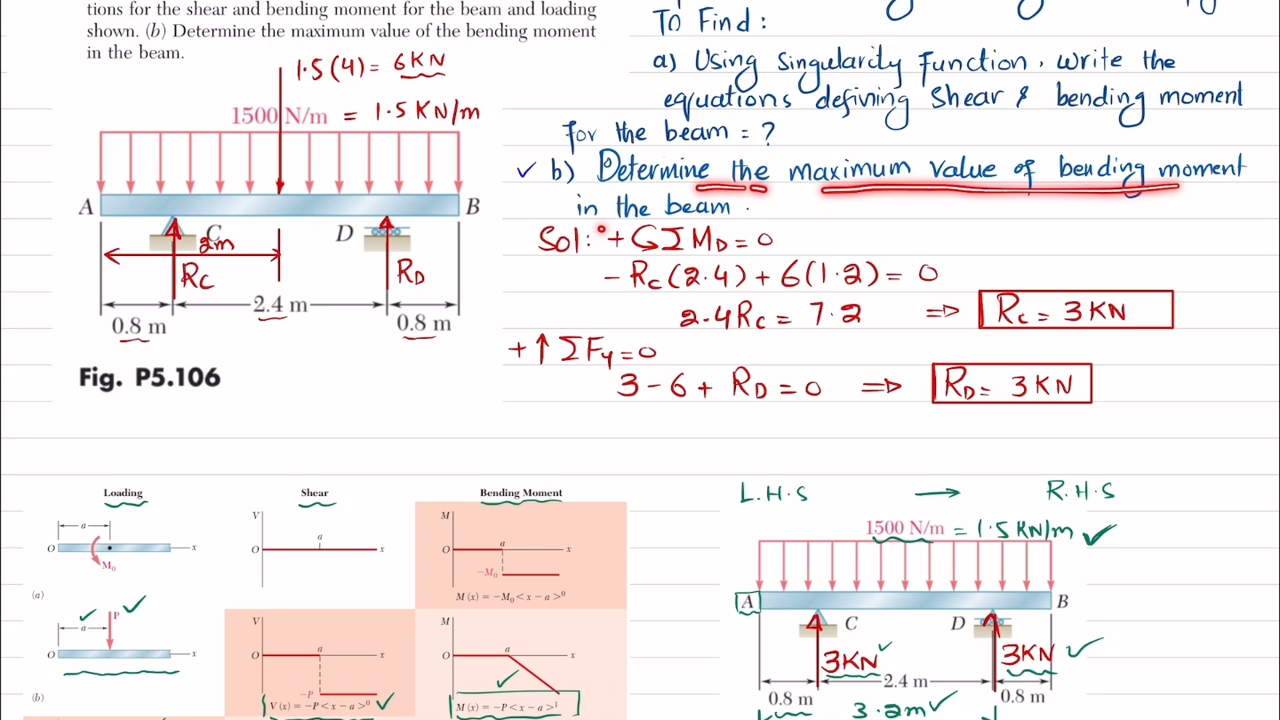 tions for the shear and bending moment for the beam and loading
shown. (b) Determine the maximum value of the bending moment
in the beam.
1.5(4) = 6KN
1500 N/m = 1.5 KN/m
A
B
C
D
2m
RC
RD
2.4 m
0.8 m
0.8 m
Fig. P5.106
To Find :
a) Using Singularity Function, write the
equations defining Shear & bending moment
for the beam = ?
✓ b) Determine the maximum value of bending moment
in the beam .
Sol: + ↺ Σ MD = 0
- RC (2.4) + 6(1.2) = 0
2.4RC = 7.2 ⇒ RC = 3 KN
+ ↑ ΣFy = 0
3 - 6 + RD = 0 ⇒ RD = 3 KN
Loading Shear Bending Moment
a
O x
M0
(a)
V
a
O x
M
a
O x
-M0
M (x) = -M0 < x - a >0
P
a
O x
(b)
V
a
O x
-P
V (x) = -P < x - a >0
M
a
O x
M (x) = -P < x - a >1
L.H.S → R.H.S
1500 N/m = 1.5 KN/m ✓
A
B
C
D
3KN ✓
3KN ✓
2.4 m
0.8 m
0.8 m
3.2m ✓